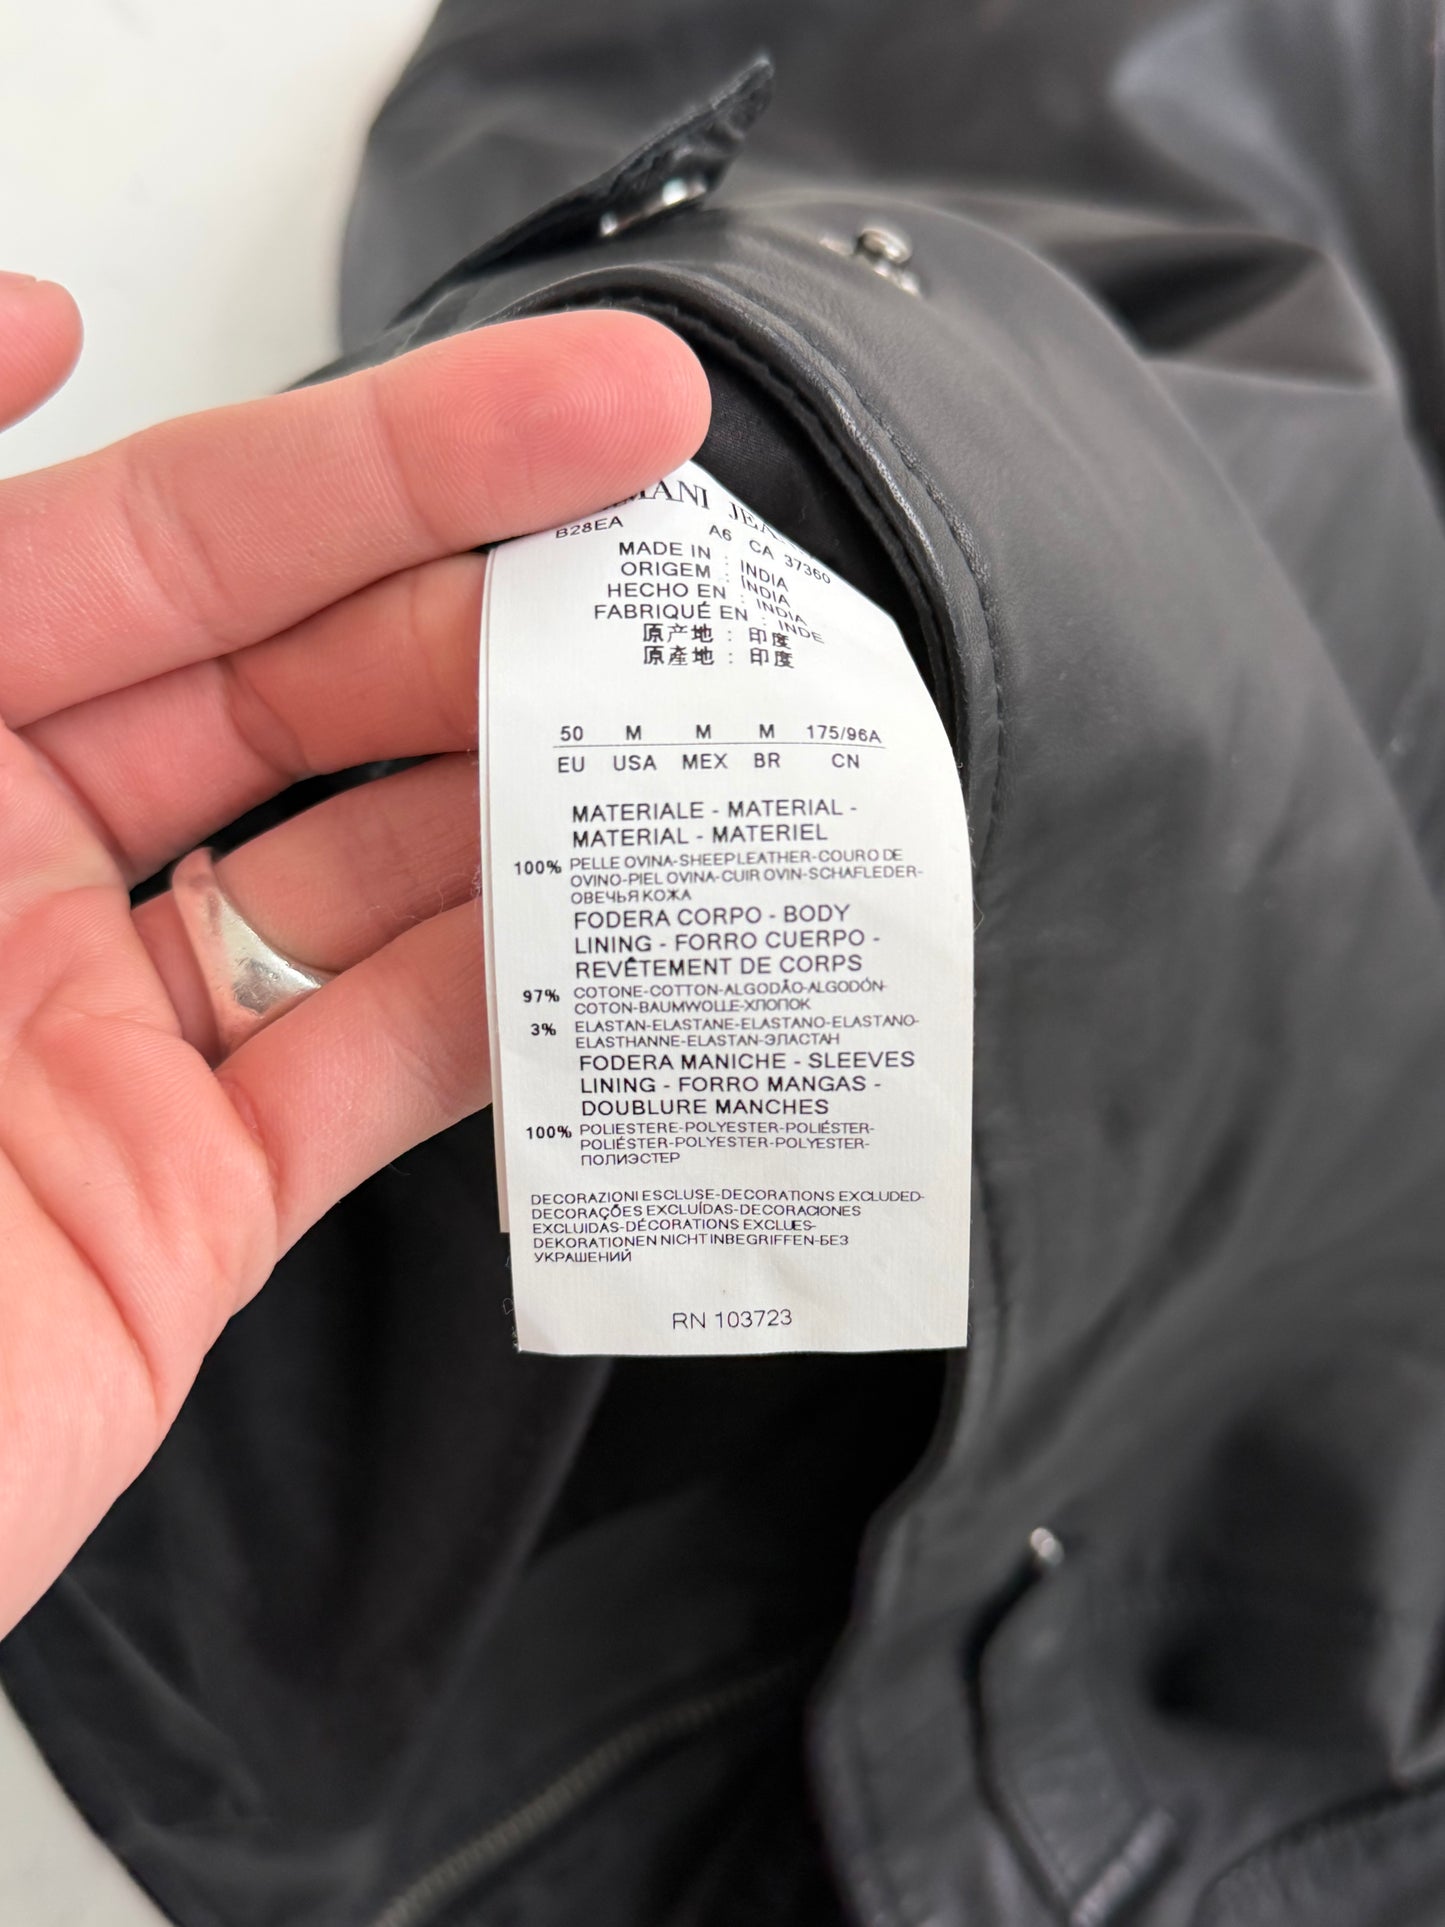 MANI JEA
B28EA A6 CA 37360
MADE IN : INDIA
ORIGEM : INDIA
HECHO EN : INDIA
FABRIQUÉ EN : INDE
原产地 : 印度
原產地 : 印度
50 M M M 175/96A
EU USA MEX BR CN
MATERIALE - MATERIAL -
MATERIAL - MATERIEL
100% PELLE OVINA-SHEEP LEATHER-COURO DE
OVINO-PIEL OVINA-CUIR OVIN-SCHAFLEDER-
ОВЕЧЬЯ КОЖА
FODERA CORPO - BODY
LINING - FORRO CUERPO -
REVÊTEMENT DE CORPS
97% COTONE-COTTON-ALGODÃO-ALGODÓN-
COTON-BAUMWOLLE-ХЛОПОК
3% ELASTAN-ELASTANE-ELASTANO-ELASTANO-
ELASTHANNE-ELASTAN-ЭЛАСТАН
FODERA MANICHE - SLEEVES
LINING - FORRO MANGAS -
DOUBLURE MANCHES
100% POLIESTERE-POLYESTER-POLIÉSTER-
POLIÉSTER-POLYESTER-POLYESTER-
ПОЛИЭСТЕР
DECORAZIONI ESCLUSE-DECORATIONS EXCLUDED-
DECORAÇÕES EXCLUÍDAS-DECORACIONES
EXCLUIDAS-DÉCORATIONS EXCLUES-
DEKORATIONEN NICHT INBEGRIFFEN-БЕЗ
УКРАШЕНИЙ
RN 103723